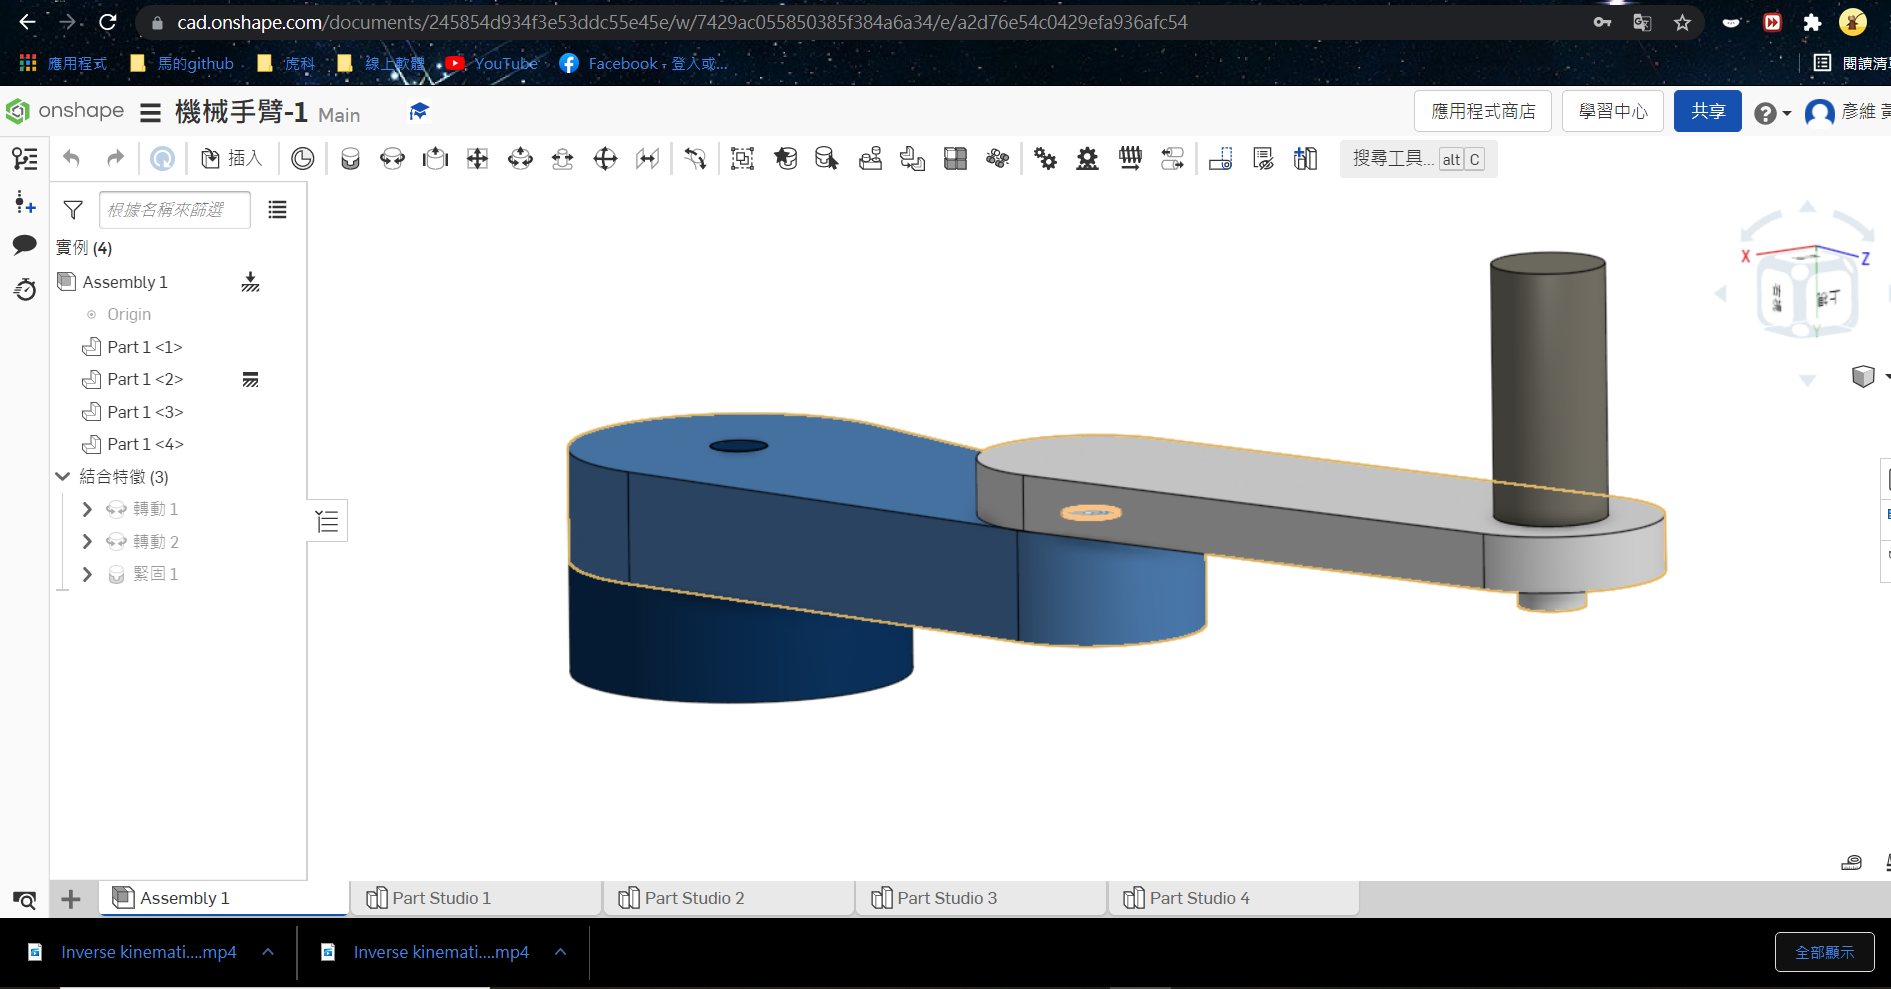 cad.onshape.com/documents/245854d934f3e53ddc55e45e/w/7429ac055850385f384a6a34/e/a2d76e54c0429efa936afc54
應用程式 馬的github 虎科 線上軟體 YouTube Facebook - 登入或... 閱讀清單
onshape 機械手臂-1 Main 應用程式商店 學習中心 共享 彥維 黃
插入 搜尋工具... alt C
根據名稱來篩選
實例 (4)
Assembly 1
Origin
Part 1 <1>
Part 1 <2>
Part 1 <3>
Part 1 <4>
結合特徵 (3)
轉動 1
轉動 2
緊固 1
X Z
Y
Assembly 1 Part Studio 1 Part Studio 2 Part Studio 3 Part Studio 4
Inverse kinemati....mp4 Inverse kinemati....mp4 全部顯示